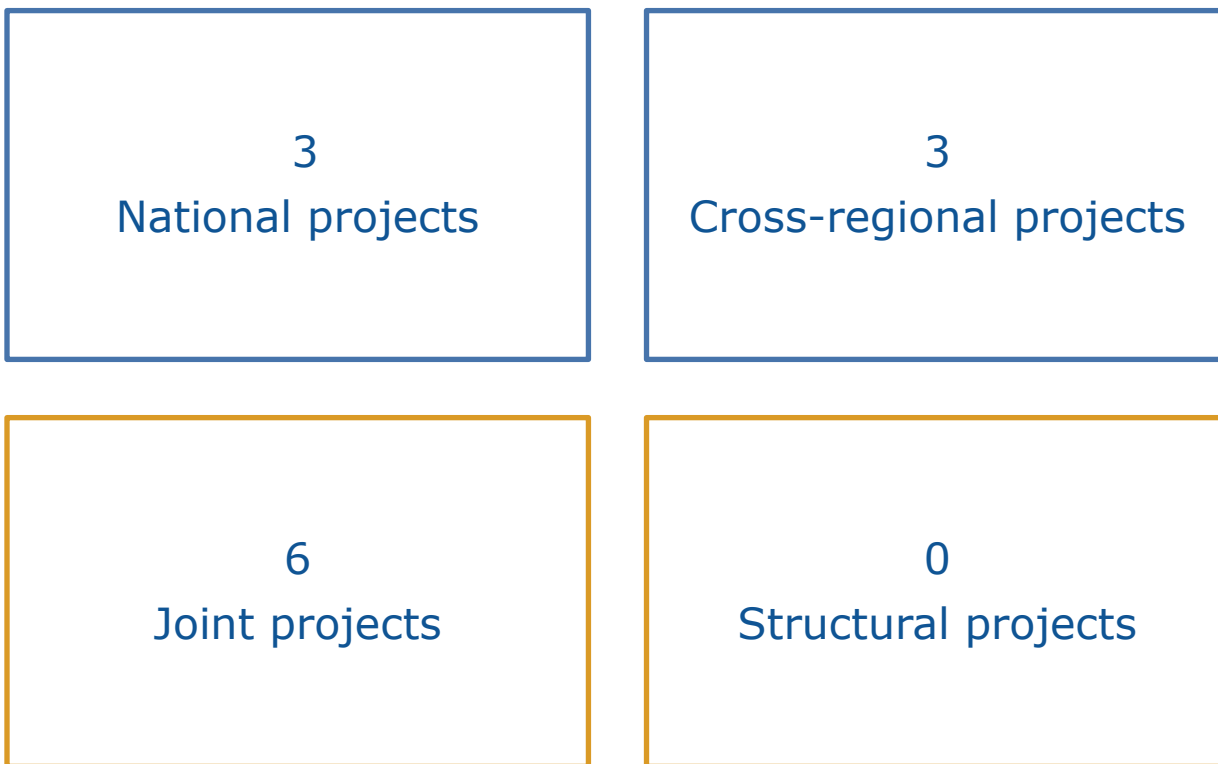 3
National projects
3
Cross-regional projects
6
Joint projects
0
Structural projects